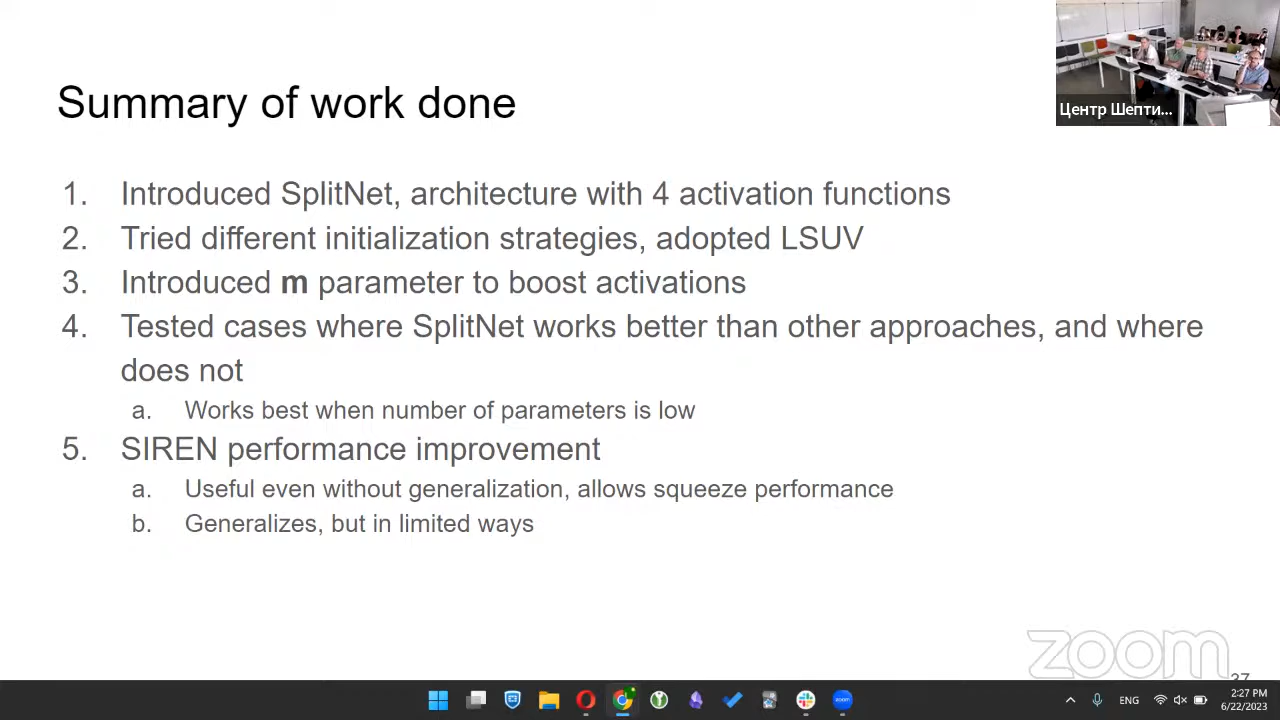 Центр Шепти...
Summary of work done
1. Introduced SplitNet, architecture with 4 activation functions
2. Tried different initialization strategies, adopted LSUV
3. Introduced m parameter to boost activations
4. Tested cases where SplitNet works better than other approaches, and where
does not
a. Works best when number of parameters is low
5. SIREN performance improvement
a. Useful even without generalization, allows squeeze performance
b. Generalizes, but in limited ways
zoom
37
ENG
2:27 PM
6/22/2023